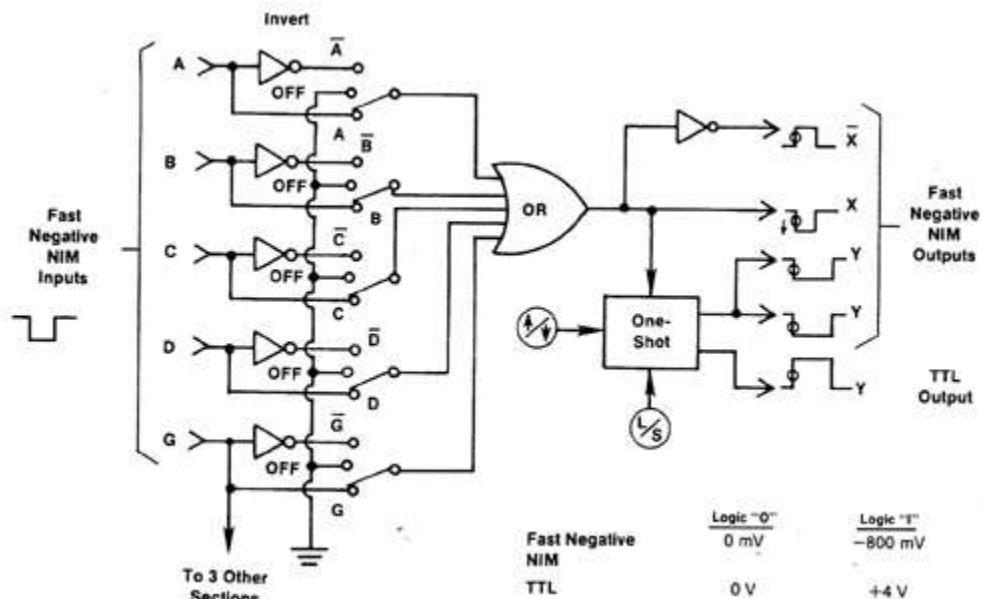 Invert
A
A̅
OFF
A
B
B̅
OFF
B
Fast
Negative
NIM
Inputs
C
C̅
OFF
C
D
D̅
OFF
D
G
G̅
OFF
G
To 3 Other
Sections
OR
One-
Shot
L/S
X̅
X
Y
Y
Y
Fast
Negative
NIM
Outputs
TTL
Output
Logic "0" Logic "1"
Fast Negative 0 mV −800 mV
NIM
TTL 0 V +4 V